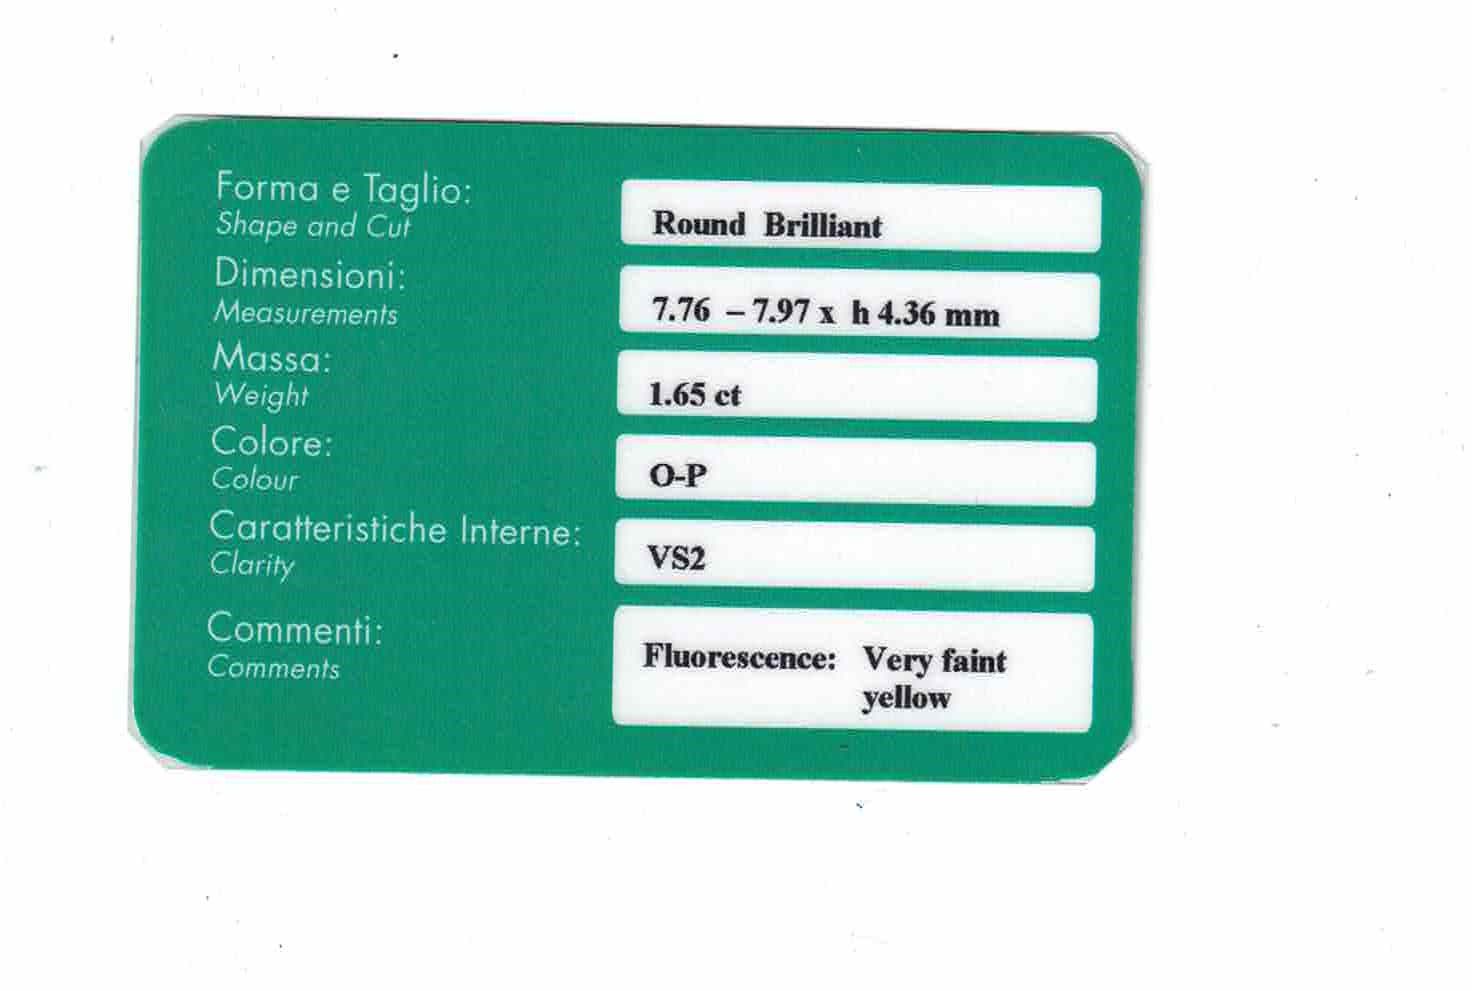 Forma e Taglio:
Shape and Cut
Round Brilliant
Dimensioni:
Measurements
7.76 – 7.97 x h 4.36 mm
Massa:
Weight
1.65 ct
Colore:
Colour
O-P
Caratteristiche Interne:
Clarity
VS2
Commenti:
Comments
Fluorescence: Very faint
yellow